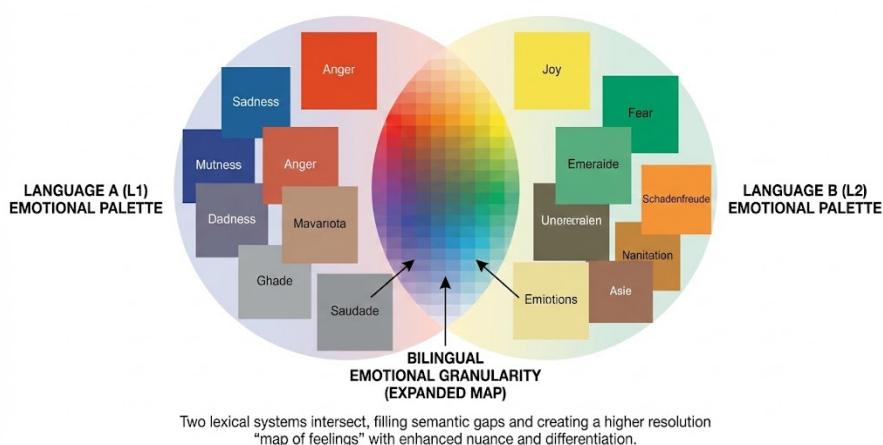 Anger
Sadness
Mutness
Anger
Dadness
Mavariota
Ghade
Saudade
LANGUAGE A (L1)
EMOTIONAL PALETTE
Joy
Fear
Emeraide
Schadenfreude
Nanitation
Emiotions
Asie
LANGUAGE B (L2)
EMOTIONAL PALETTE
BILINGUAL
EMOTIONAL GRANULARITY
(EXPANDED MAP)
Two lexical systems intersect, filling semantic gaps and creating a higher resolution
“map of feelings” with enhanced nuance and differentiation.